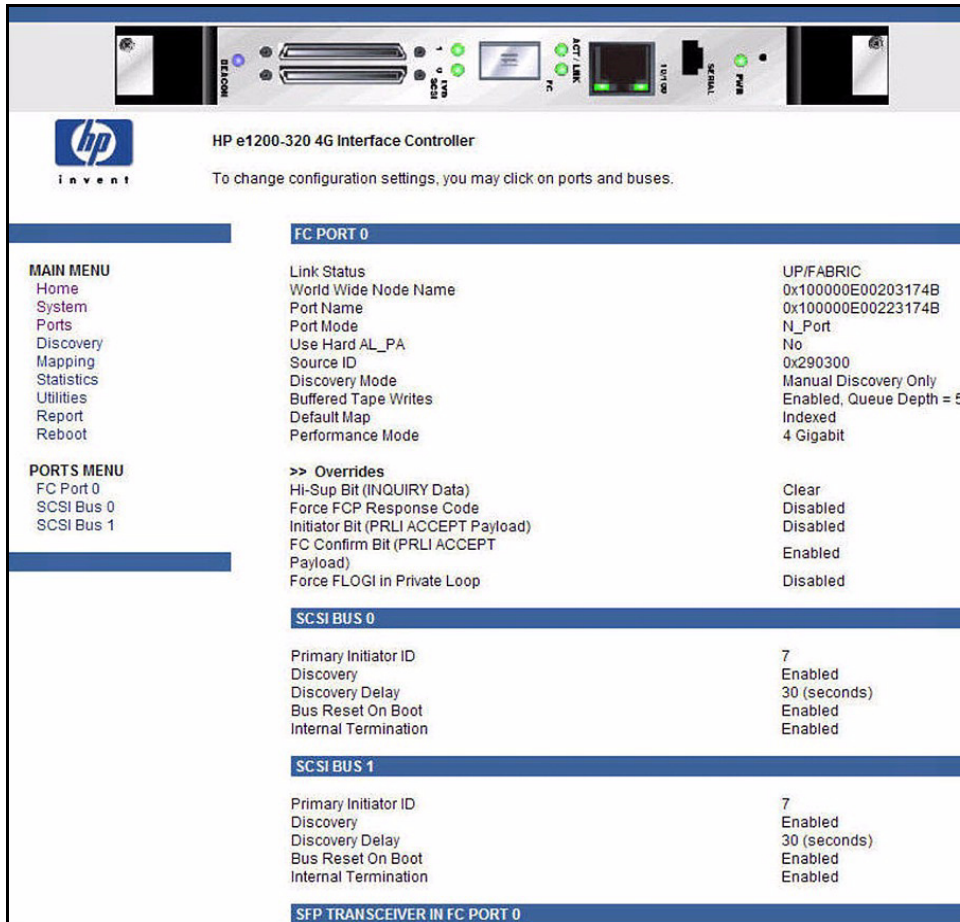 BEACON
1
0
LVD
SCSI
FC
ACT / LNK
10/100
SERIAL
PWR
hp
invent
HP e1200-320 4G Interface Controller
To change configuration settings, you may click on ports and buses.
MAIN MENU
Home
System
Ports
Discovery
Mapping
Statistics
Utilities
Report
Reboot
PORTS MENU
FC Port 0
SCSI Bus 0
SCSI Bus 1
FC PORT 0
Link Status UP/FABRIC
World Wide Node Name 0x100000E00203174B
Port Name 0x100000E00223174B
Port Mode N_Port
Use Hard AL_PA No
Source ID 0x290300
Discovery Mode Manual Discovery Only
Buffered Tape Writes Enabled, Queue Depth = 5
Default Map Indexed
Performance Mode 4 Gigabit
>> Overrides
Hi-Sup Bit (INQUIRY Data) Clear
Force FCP Response Code Disabled
Initiator Bit (PRLI ACCEPT Payload) Disabled
FC Confirm Bit (PRLI ACCEPT
Payload) Enabled
Force FLOGI in Private Loop Disabled
SCSI BUS 0
Primary Initiator ID 7
Discovery Enabled
Discovery Delay 30 (seconds)
Bus Reset On Boot Enabled
Internal Termination Enabled
SCSI BUS 1
Primary Initiator ID 7
Discovery Enabled
Discovery Delay 30 (seconds)
Bus Reset On Boot Enabled
Internal Termination Enabled
SFP TRANSCEIVER IN FC PORT 0